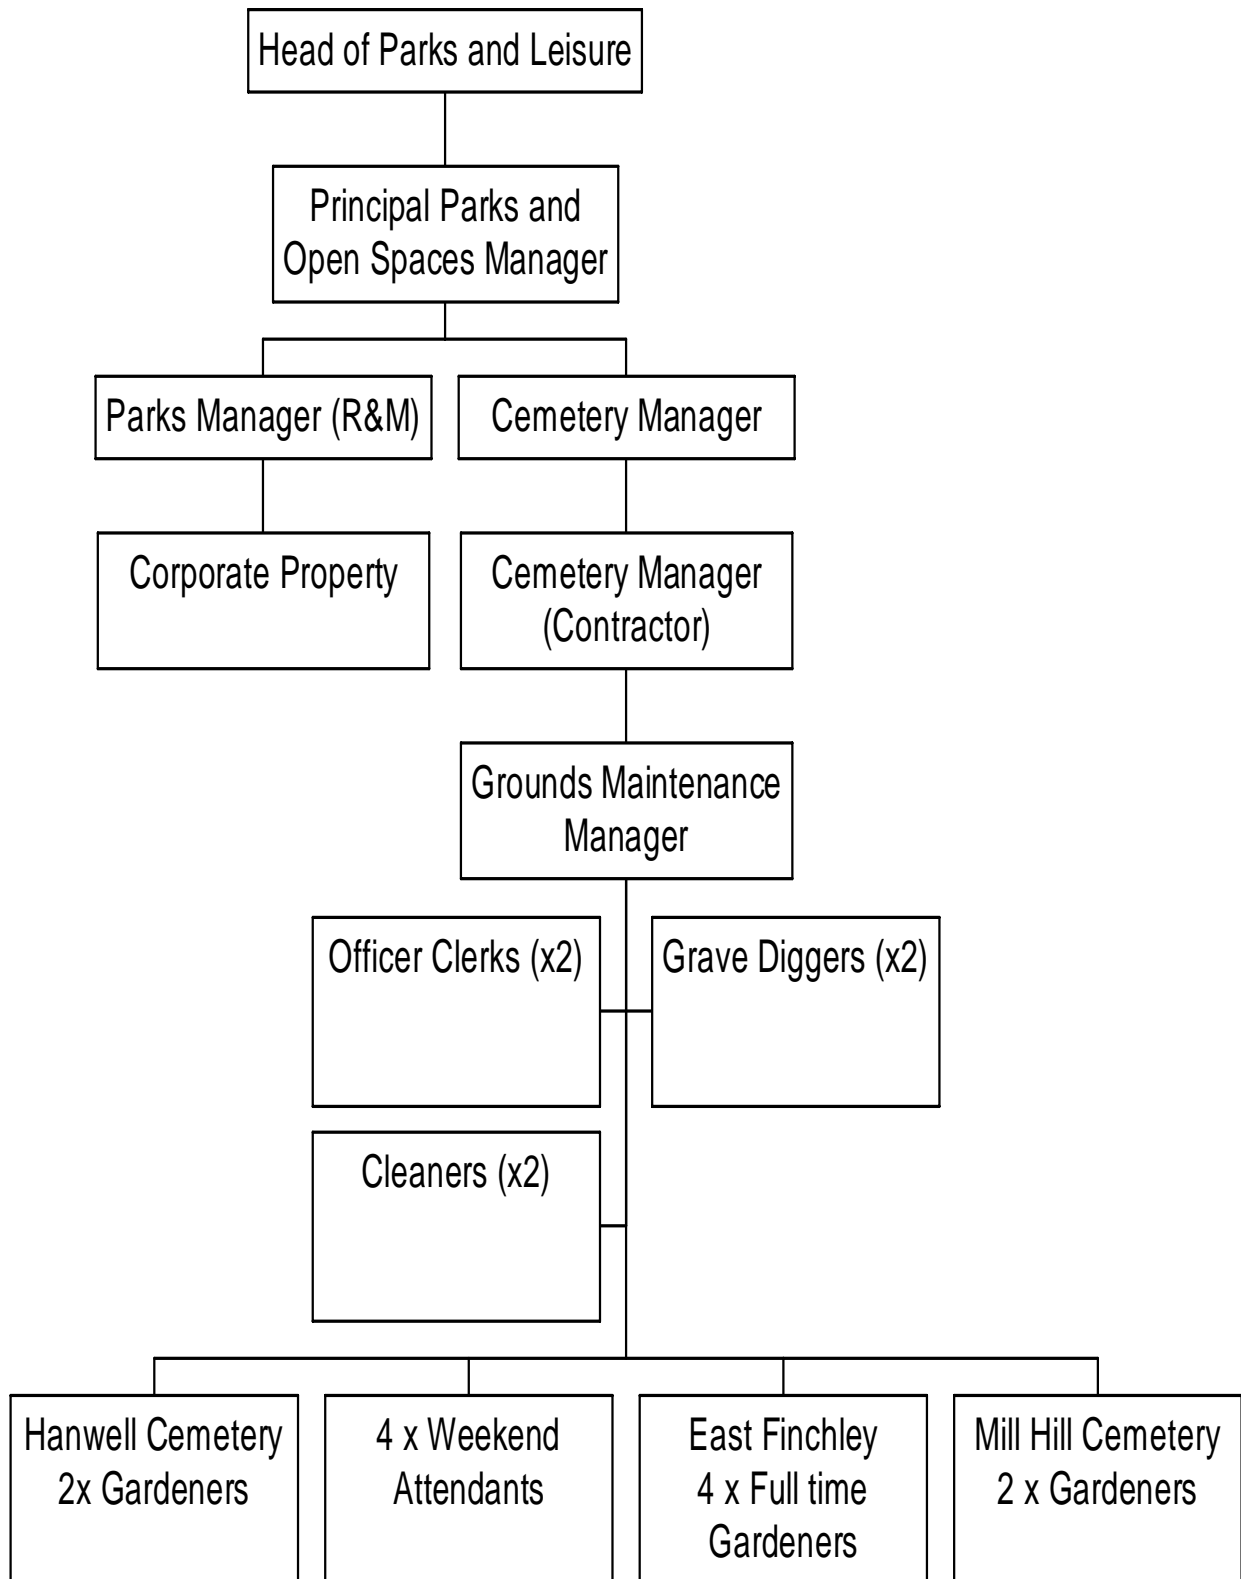 Head of Parks and Leisure
Principal Parks and
Open Spaces Manager
Parks Manager (R&M)
Cemetery Manager
Corporate Property
Cemetery Manager
(Contractor)
Grounds Maintenance
Manager
Officer Clerks (x2)
Grave Diggers (x2)
Cleaners (x2)
Hanwell Cemetery
2x Gardeners
4 x Weekend
Attendants
East Finchley
4 x Full time
Gardeners
Mill Hill Cemetery
2 x Gardeners